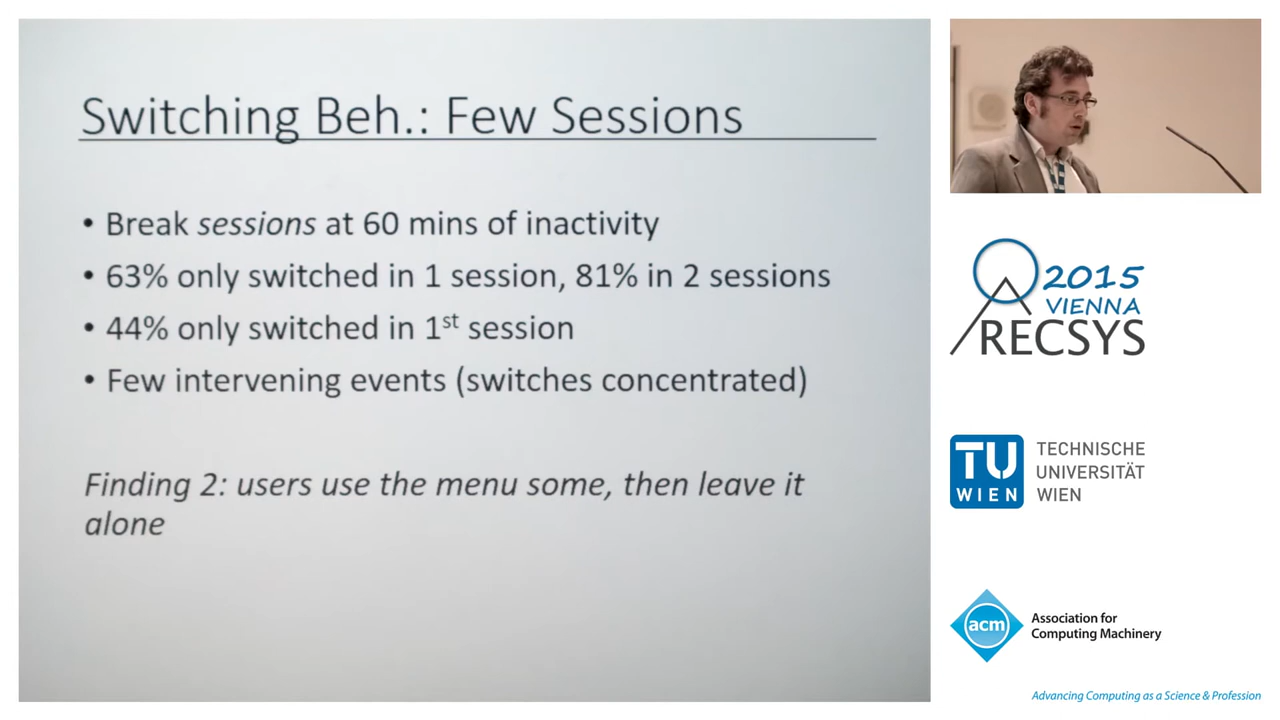 Switching Beh.: Few Sessions
• Break sessions at 60 mins of inactivity
• 63% only switched in 1 session, 81% in 2 sessions
• 44% only switched in 1st session
• Few intervening events (switches concentrated)
Finding 2: users use the menu some, then leave it
alone
2015
VIENNA
RECSYS
TU
WIEN
TECHNISCHE
UNIVERSITÄT
WIEN
acm
Association for
Computing Machinery
Advancing Computing as a Science & Profession